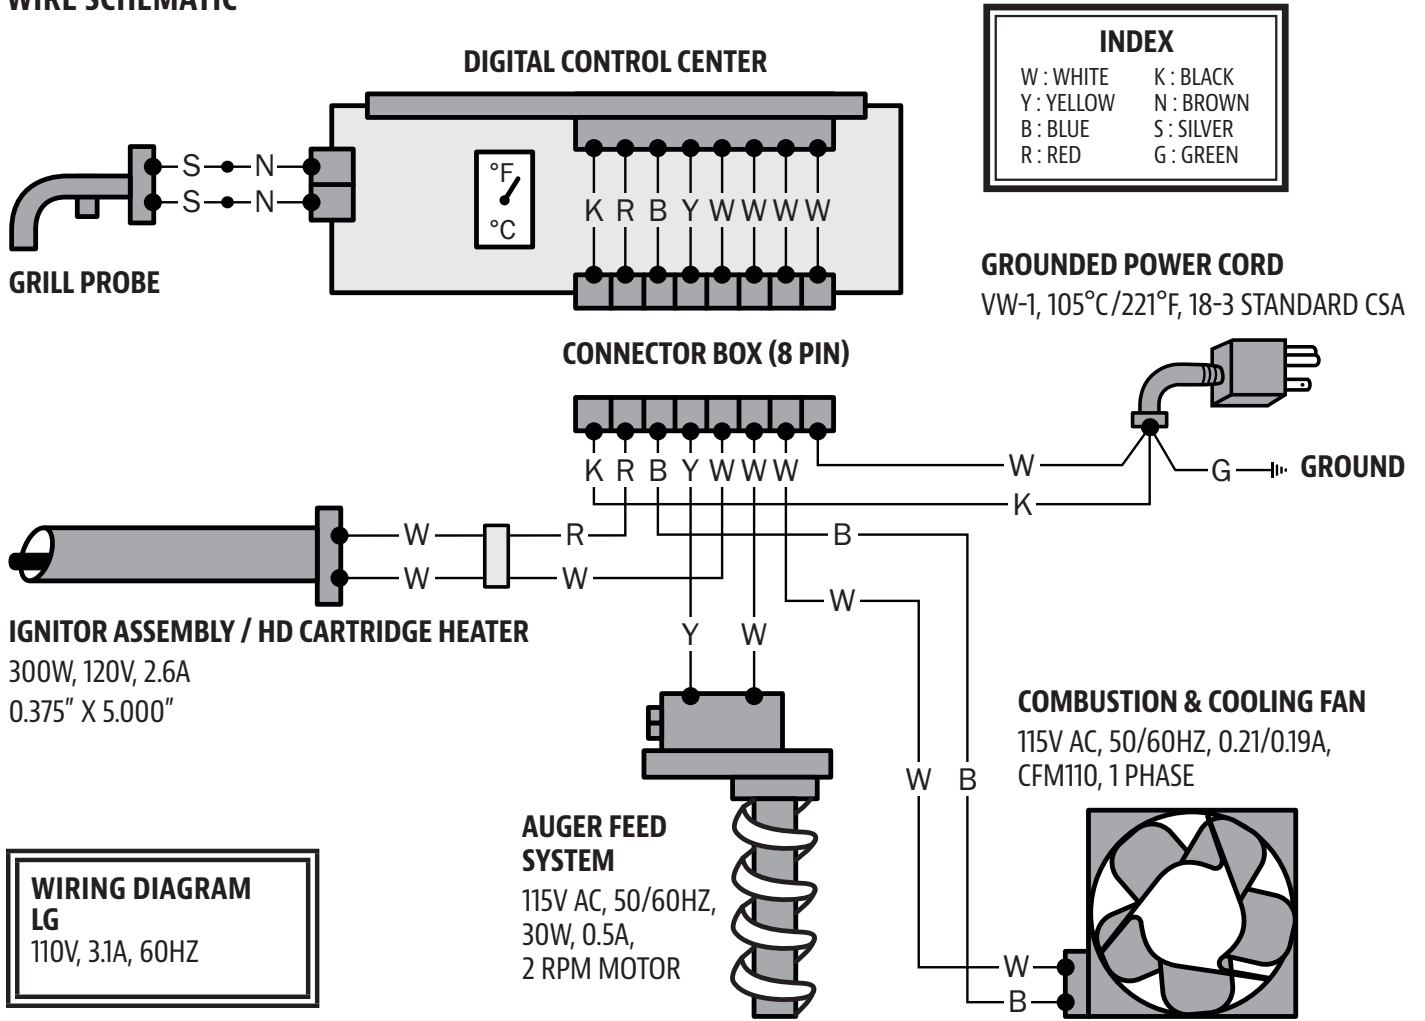 WIRE SCHEMATIC
DIGITAL CONTROL CENTER
INDEX
W : WHITE K : BLACK
Y : YELLOW N : BROWN
B : BLUE S : SILVER
R : RED G : GREEN
S N
S N
°F
°C
K R B Y W W W W
GRILL PROBE
GROUNDED POWER CORD
VW-1, 105°C/221°F, 18-3 STANDARD CSA
CONNECTOR BOX (8 PIN)
K R B Y W W W
W
G
GROUND
K
W R
B
W W
W
IGNITOR ASSEMBLY / HD CARTRIDGE HEATER
300W, 120V, 2.6A
0.375” X 5.000”
Y W
COMBUSTION & COOLING FAN
115V AC, 50/60HZ, 0.21/0.19A,
CFM110, 1 PHASE
W B
AUGER FEED
SYSTEM
115V AC, 50/60HZ,
30W, 0.5A,
2 RPM MOTOR
W
B
WIRING DIAGRAM
LG
110V, 3.1A, 60HZ